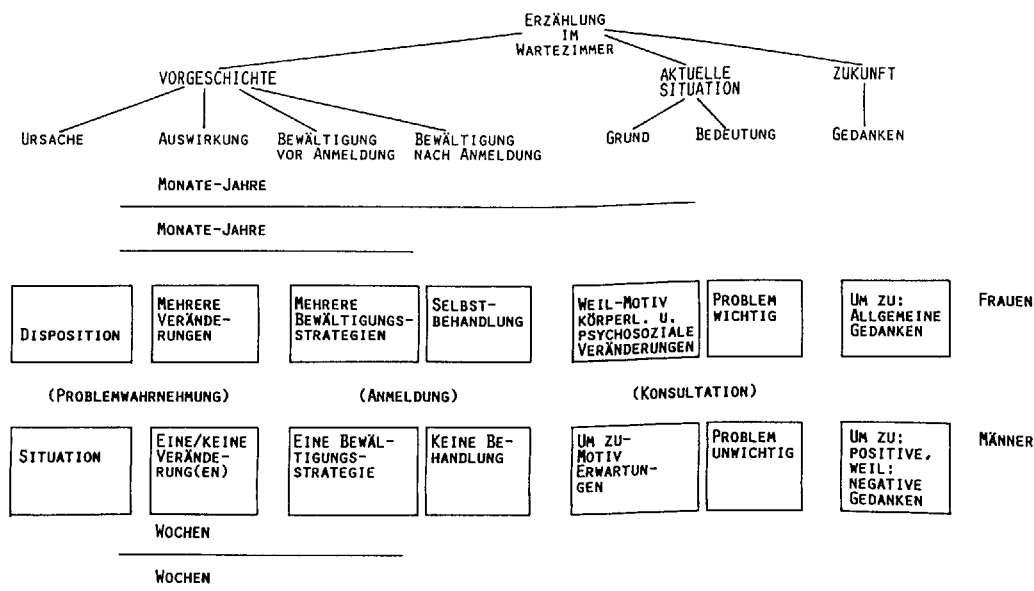 ERZÄHLUNG
IM
WARTEZIMMER
VORGESCHICHTE
AKTUELLE
SITUATION
ZUKUNFT
URSACHE
AUSWIRKUNG
BEWÄLTIGUNG
VOR ANMELDUNG
BEWÄLTIGUNG
NACH ANMELDUNG
GRUND
BEDEUTUNG
GEDANKEN
MONATE-JAHRE
MONATE-JAHRE
DISPOSITION
MEHRERE
VERÄNDE-
RUNGEN
MEHRERE
BEWÄLTIGUNGS-
STRATEGIEN
SELBST-
BEHANDLUNG
WEIL-MOTIV
KÖRPERL. U.
PSYCHOSOZIALE
VERÄNDERUNGEN
PROBLEM
WICHTIG
UM ZU:
ALLGEMEINE
GEDANKEN
FRAUEN
(PROBLEMWAHRNEHMUNG)
(ANMELDUNG)
(KONSULTATION)
SITUATION
EINE/KEINE
VERÄNDE-
RUNG(EN)
EINE BEWÄL-
TIGUNGS-
STRATEGIE
KEINE BE-
HANDLUNG
UM ZU-
MOTIV
ERWARTUN-
GEN
PROBLEM
UNWICHTIG
UM ZU:
POSITIVE,
WEIL:
NEGATIVE
GEDANKEN
MÄNNER
WOCHEN
WOCHEN